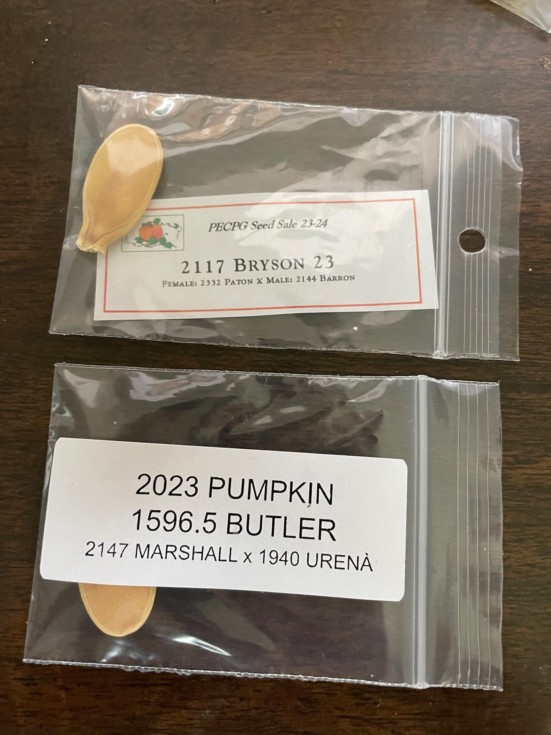 PECPG Seed Sale 23-24
2117 BRYSON 23
FEMALE: 2332 PATON X MALE: 2144 BARRON
2023 PUMPKIN
1596.5 BUTLER
2147 MARSHALL x 1940 URENÀ